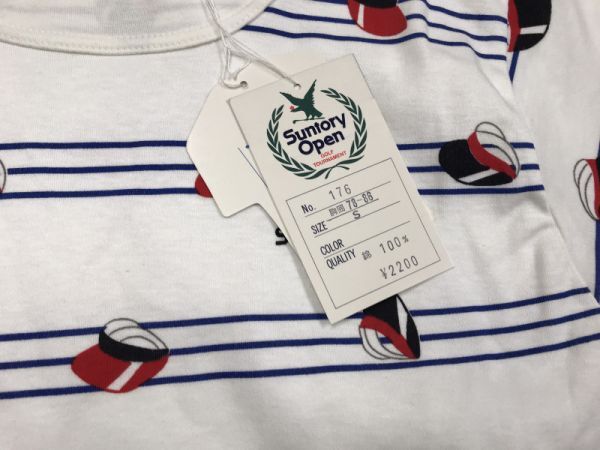 Suntory
Open
GOLF
TOURNAMENT
No. 176
SIZE 胸囲 78-86
S
COLOR
QUALITY 綿 100%
¥2200
S